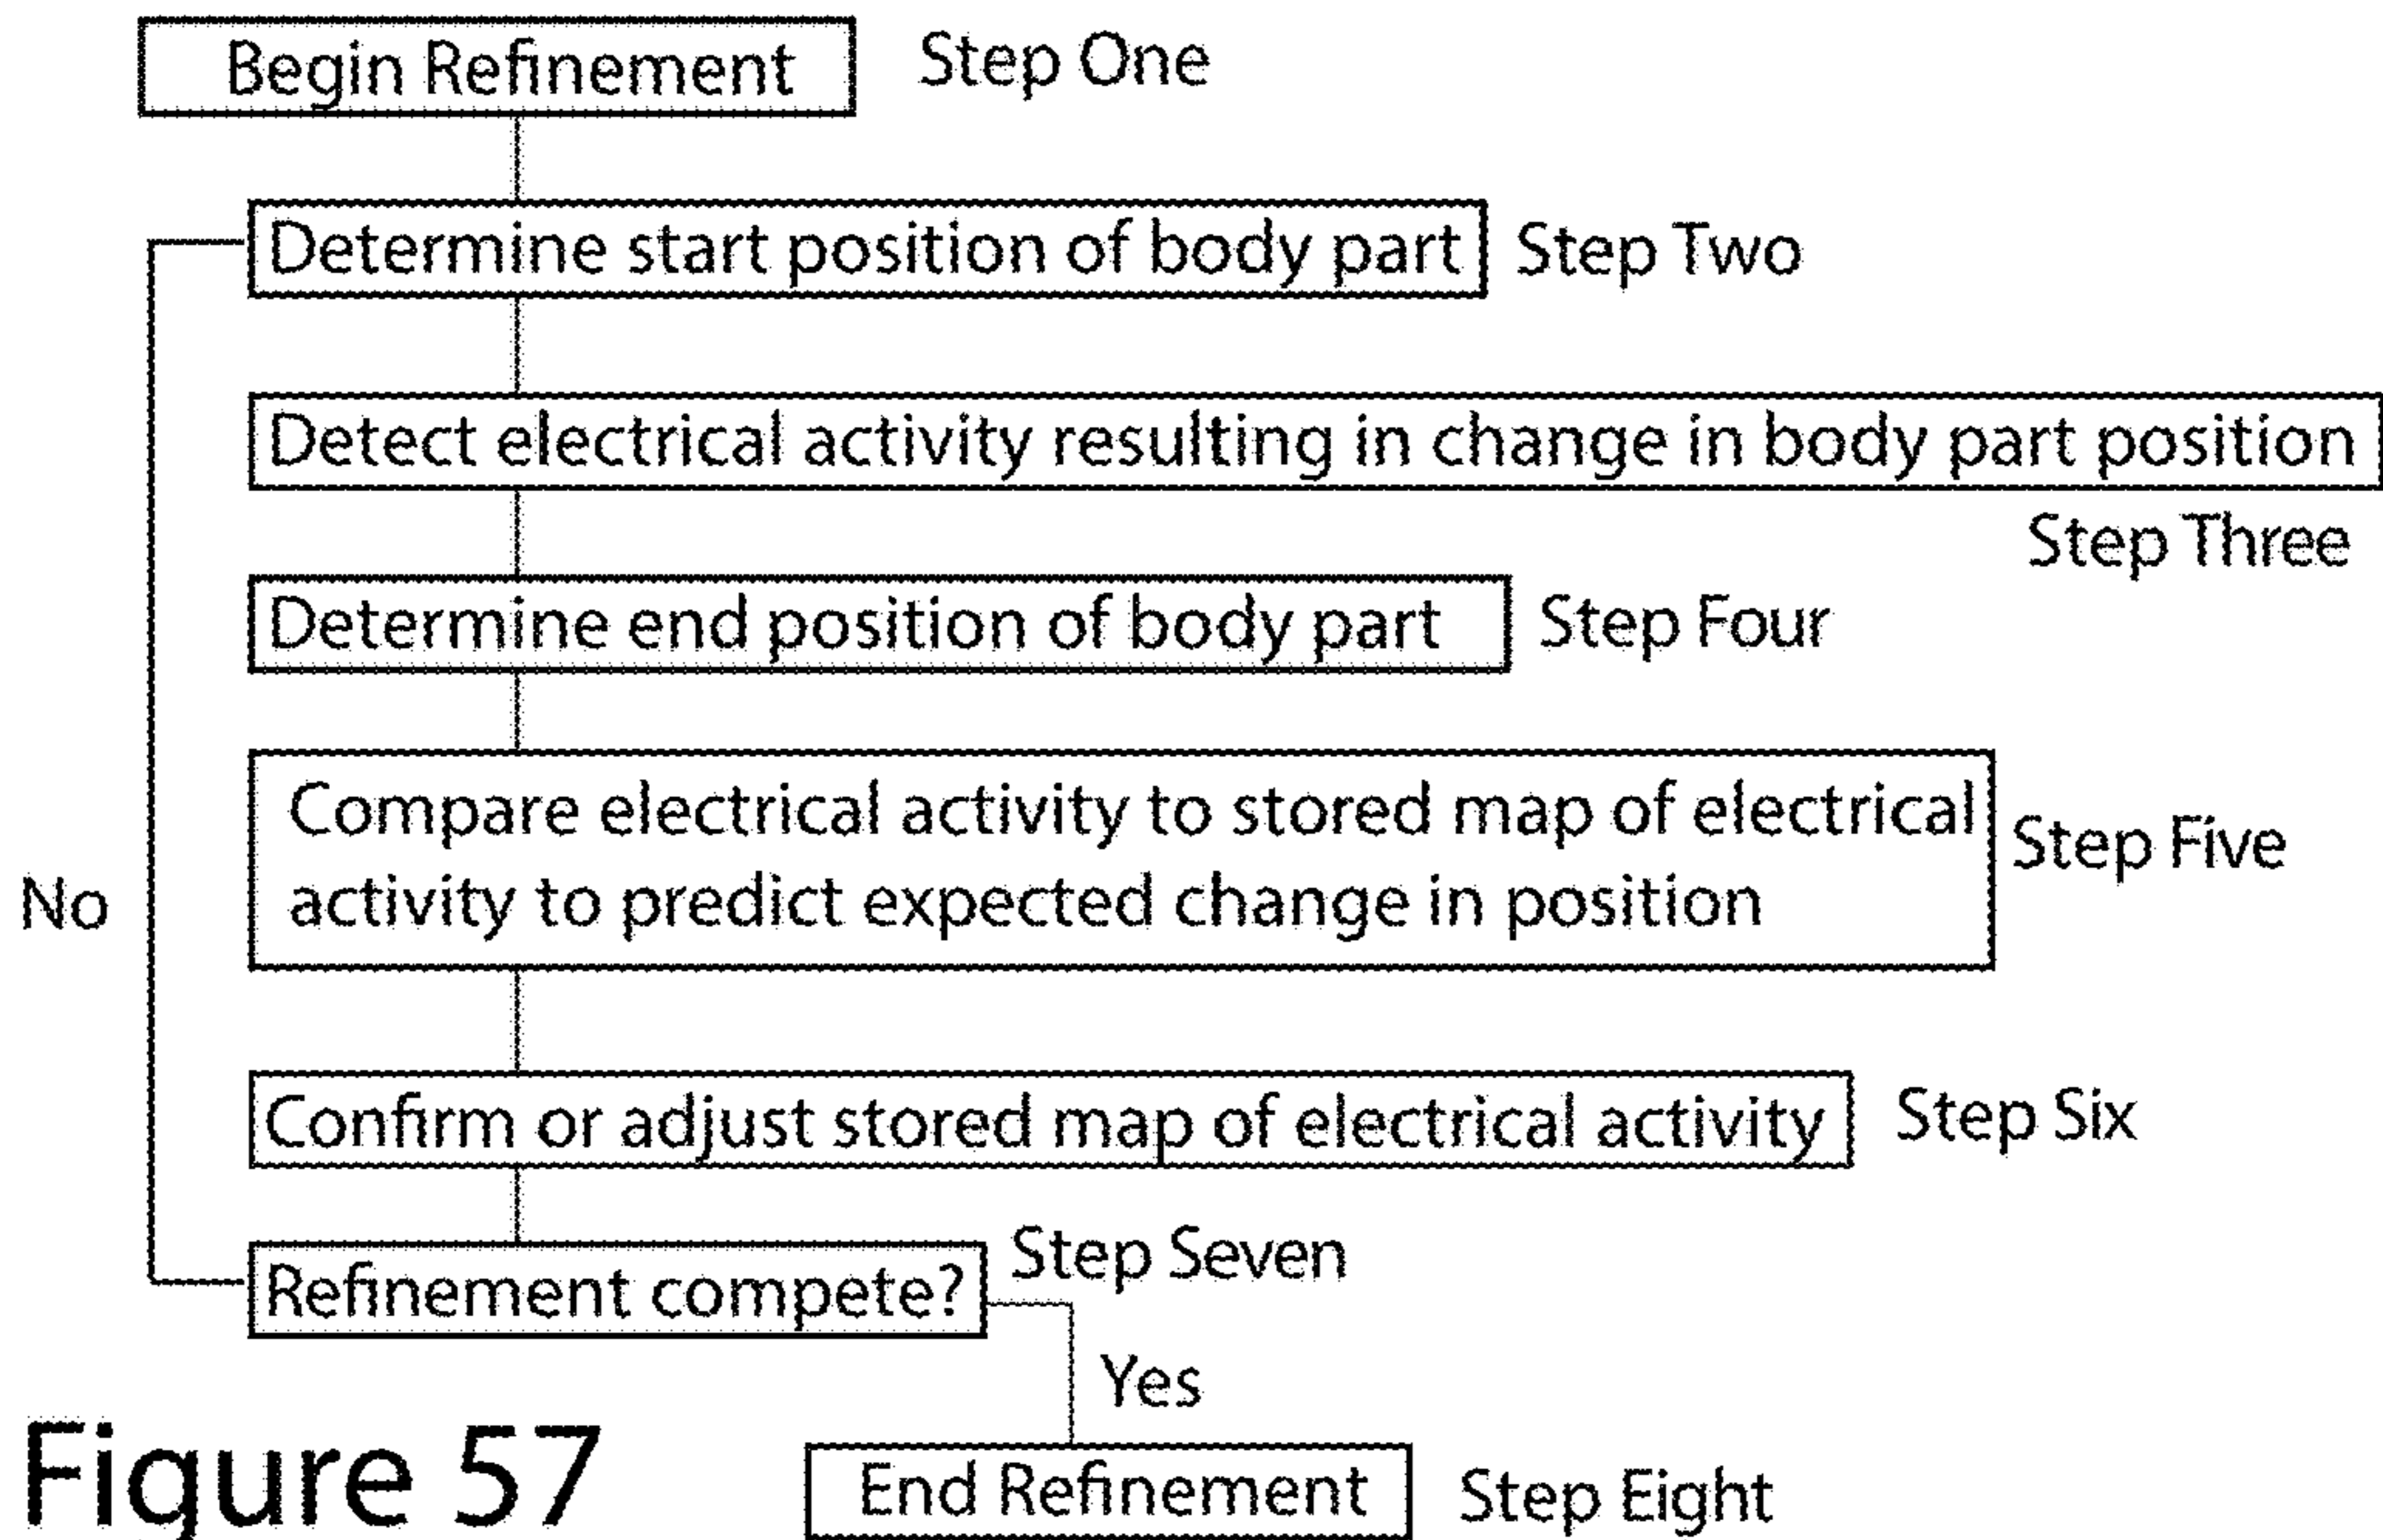 Begin Refinement
Step One
Determine start position of body part
Step Two
Detect electrical activity resulting in change in body part position
Step Three
Determine end position of body part
Step Four
Compare electrical activity to stored map of electrical
activity to predict expected change in position
Step Five
No
Confirm or adjust stored map of electrical activity
Step Six
Refinement compete?
Step Seven
Yes
End Refinement
Step Eight
Figure 57